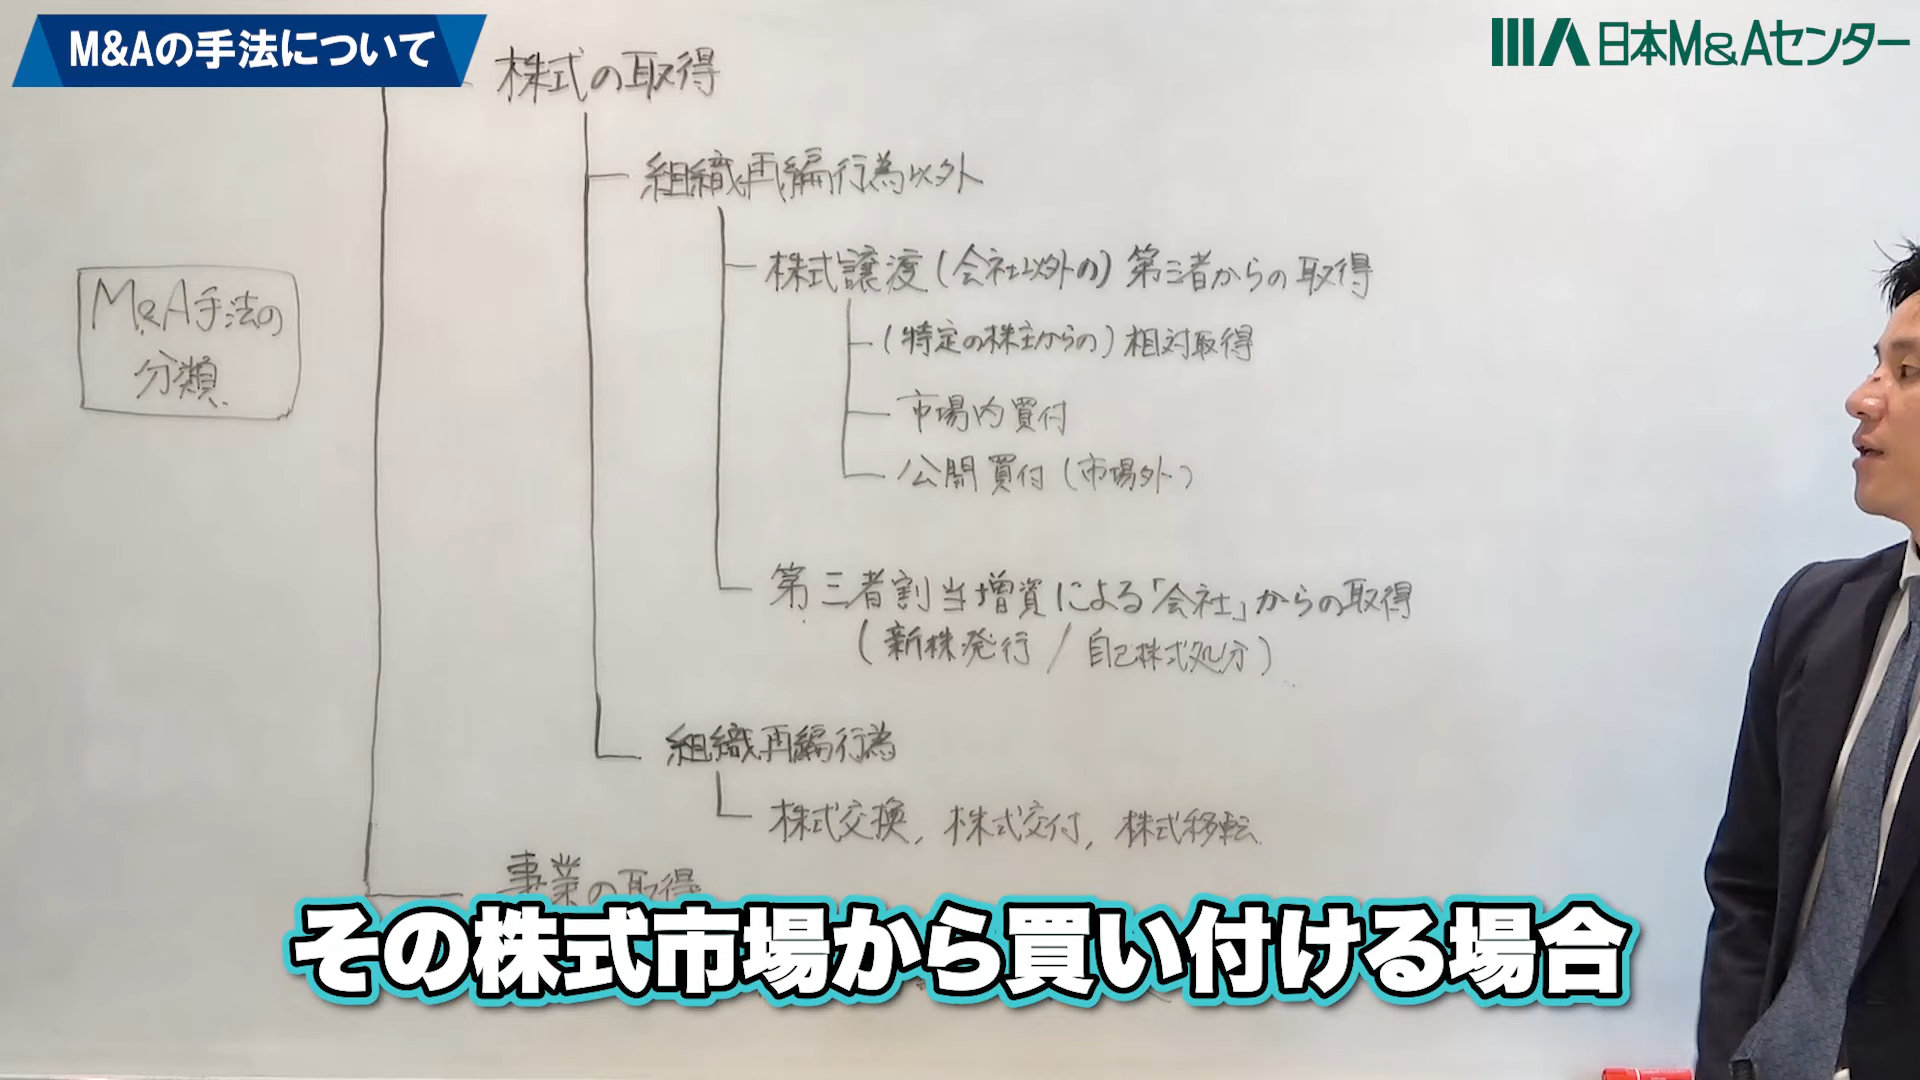 M&Aの手法について
日本M&Aセンター
株式の取得
組織再編行為以外
株式譲渡(会社以外の)第三者からの取得
M&A手法の
分類
(特定の株主からの)相対取得
市場内買付
公開買付(市場外)
第三者割当増資による「会社」からの取得
(新株発行/自己株式処分)
組織再編行為
株式交換, 株式交付, 株式移転
事業の取得
その株式市場から買い付ける場合